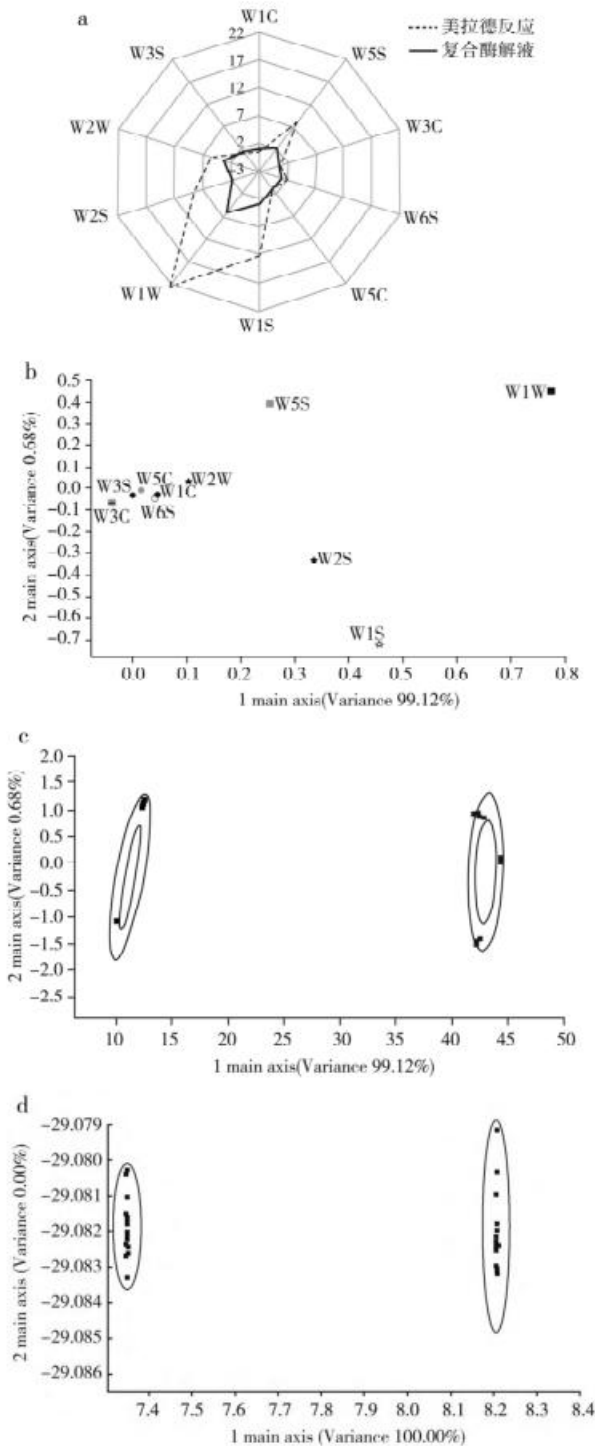 a
W1C
W5S
W3C
W6S
W5C
W1S
W1W
W2S
W2W
W3S
22
17
12
7
2
-3
美拉德反应
复合酶解液
b
2 main axis(Variance 0.68%)
0.5
0.4
0.3
0.2
0.1
0.0
-0.1
-0.2
-0.3
-0.4
-0.5
-0.6
-0.7
W1W
W5S
W2W
W5C
W3S
W1C
W3C
W6S
W2S
W1S
0.0 0.1 0.2 0.3 0.4 0.5 0.6 0.7 0.8
1 main axis(Variance 99.12%)
c
2 main axis(Variance 0.68%)
2.0
1.5
1.0
0.5
0.0
-0.5
-1.0
-1.5
-2.0
-2.5
10 15 20 25 30 35 40 45 50
1 main axis(Variance 99.12%)
d
2 main axis (Variance 0.00%)
-29.079
-29.080
-29.081
-29.082
-29.083
-29.084
-29.085
-29.086
7.4 7.5 7.6 7.7 7.8 7.9 8.0 8.1 8.2 8.3 8.4
1 main axis (Variance 100.00%)